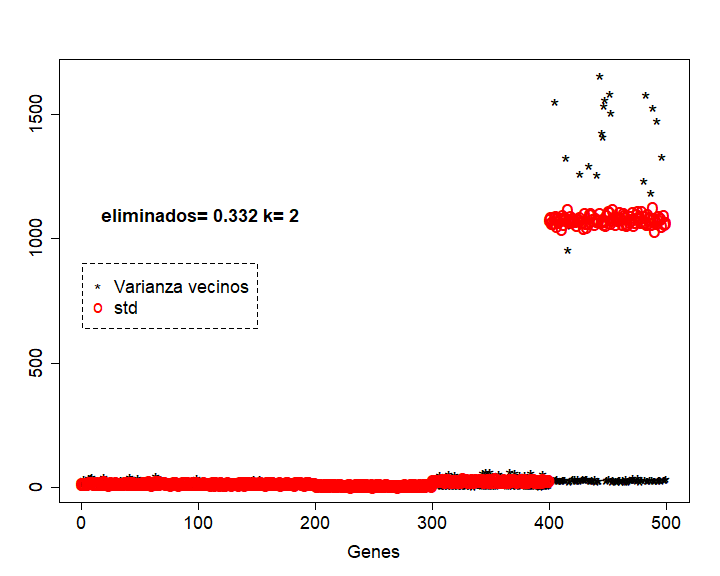 1500
1000
500
0
eliminados= 0.332 k= 2
* Varianza vecinos
std
0 100 200 300 400 500
Genes